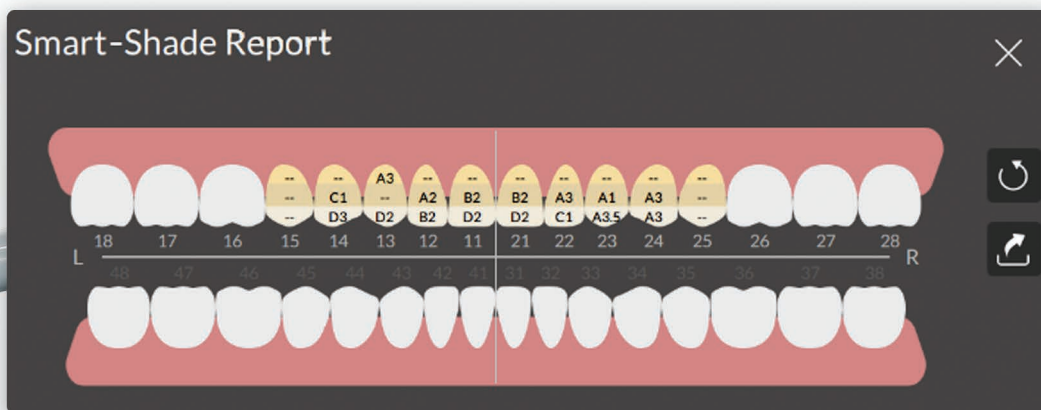 Smart-Shade Report
-- -- A3 -- -- -- -- -- -- --
-- C1 -- A2 B2 B2 A3 A1 A3 --
-- D3 D2 B2 D2 D2 C1 A3.5 A3 --
18 17 16 15 14 13 12 11 21 22 23 24 25 26 27 28
L R
48 47 46 45 44 43 42 41 31 32 33 34 35 36 37 38